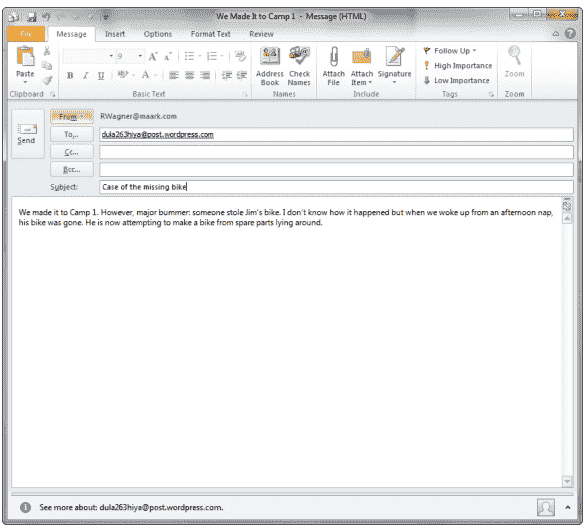 We Made It to Camp 1 - Message (HTML)
File Message Insert Options Format Text Review
Paste
9 A A
B I U A
Address Book
Check Names
Attach File
Attach Item
Signature
Follow Up
High Importance
Low Importance
Zoom
Clipboard Basic Text Names Include Tags Zoom
Send
From RWagner@maark.com
To... dula263hiya@post.wordpress.com
Cc...
Bcc...
Subject: Case of the missing bike
We made it to Camp 1. However, major bummer: someone stole Jim's bike. I don't know how it happened but when we woke up from an afternoon nap,
his bike was gone. He is now attempting to make a bike from spare parts lying around.
See more about: dula263hiya@post.wordpress.com.